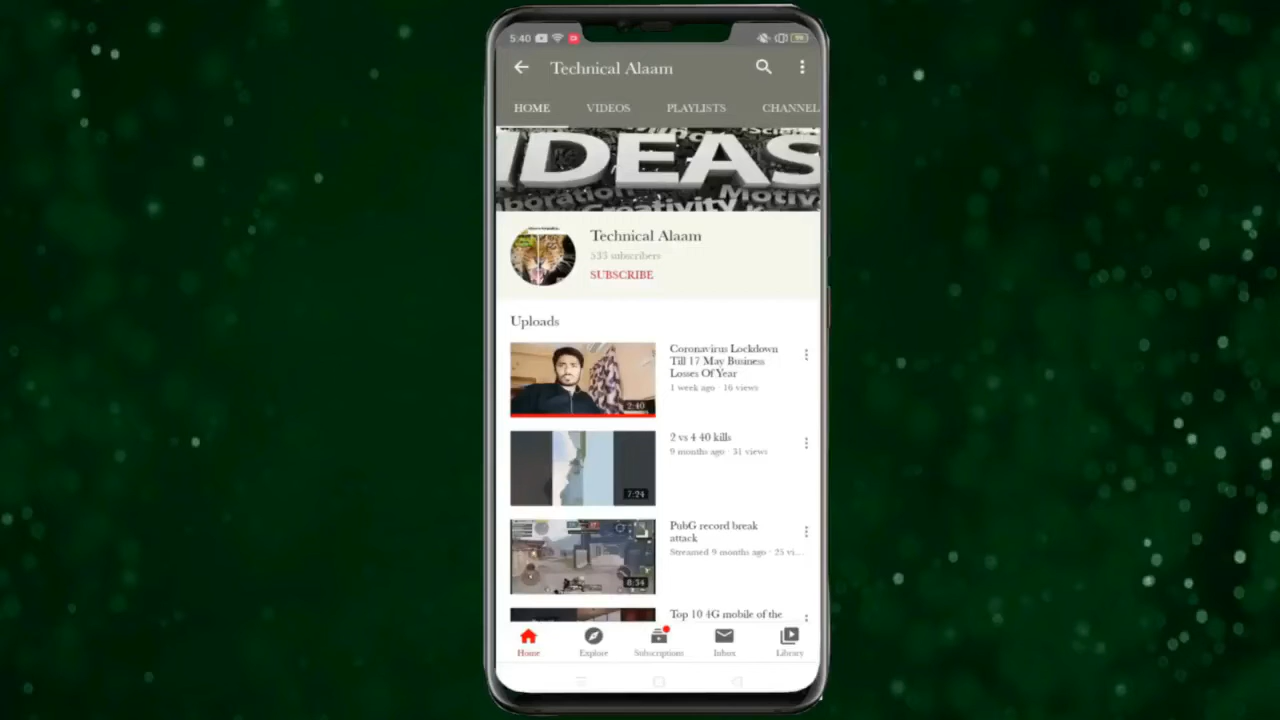 5:40
Technical Alaam
HOME VIDEOS PLAYLISTS CHANNEL
IDEAS
Motiv
Creativity
Technical Alaam
533 subscribers
SUBSCRIBE
Uploads
Coronavirus Lockdown
Till 17 May Business
Losses Of Year
1 week ago · 16 views
2:40
2 vs 4 40 kills
9 months ago · 31 views
7:24
PubG record break
attack
Streamed 9 months ago · 25 vi...
8:34
Top 10 4G mobile of the
Home Explore Subscriptions Inbox Library